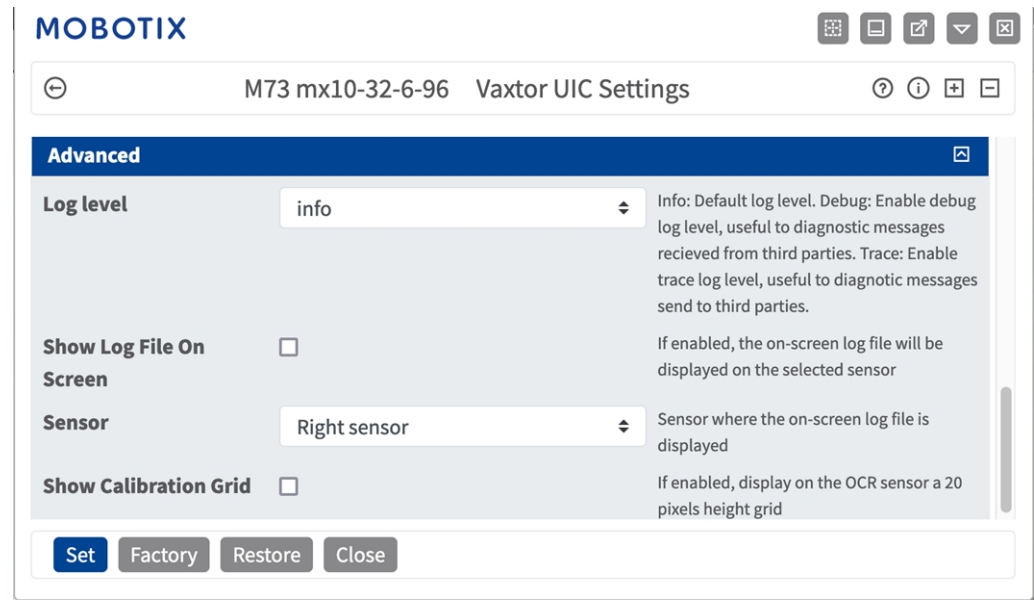 MOBOTIX
M73 mx10-32-6-96 Vaxtor UIC Settings
Advanced
Log level
info
Info: Default log level. Debug: Enable debug
log level, useful to diagnostic messages
recieved from third parties. Trace: Enable
trace log level, useful to diagnotic messages
send to third parties.
Show Log File On
Screen
If enabled, the on-screen log file will be
displayed on the selected sensor
Sensor
Right sensor
Sensor where the on-screen log file is
displayed
Show Calibration Grid
If enabled, display on the OCR sensor a 20
pixels height grid
Set Factory Restore Close